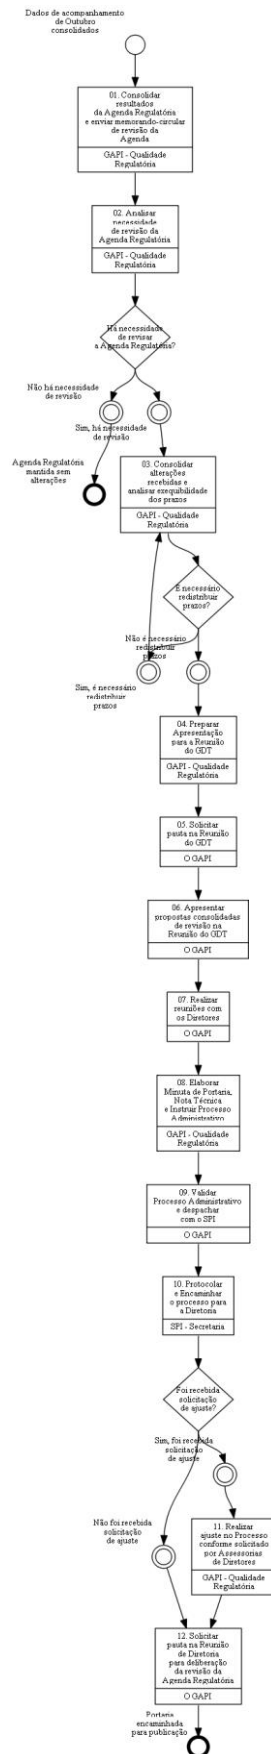 Dados de acompanhamento
de Outubro
consolidados
01. Consolidar
resultados
da Agenda Regulatória
e enviar memorando-circular
de revisão da
Agenda
GAPI - Qualidade
Regulatória
02. Analisar
necessidade
de revisão da
Agenda Regulatória
GAPI - Qualidade
Regulatória
Há necessidade
de revisar
a Agenda Regulatória?
Não há necessidade
de revisão
Sim, há necessidade
de revisão
Agenda Regulatória
mantida sem
alterações
03. Consolidar
alterações
recebidas e
analisar exequibilidade
dos prazos
GAPI - Qualidade
Regulatória
É necessário
redistribuir
prazos?
Não é necessário
redistribuir
prazos
Sim, é necessário
redistribuir
prazos
04. Preparar
Apresentação
para a Reunião
do GDT
GAPI - Qualidade
Regulatória
05. Solicitar
pauta na Reunião
do GDT
O GAPI
06. Apresentar
propostas consolidadas
de revisão na
Reunião do GDT
O GAPI
07. Realizar
reuniões com
os Diretores
O GAPI
08. Elaborar
Minuta de Portaria,
Nota Técnica
e Instruir Processo
Administrativo
GAPI - Qualidade
Regulatória
09. Validar
Processo Administrativo
e despachar
com o SPI
O GAPI
10. Protocolar
e Encaminhar
o processo para
a Diretoria
SPI - Secretaria
Foi recebida
solicitação
de ajuste?
Sim, foi recebida
solicitação
de ajuste
Não foi recebida
solicitação
de ajuste
11. Realizar
ajuste no Processo
conforme solicitado
por Assessorias
de Diretores
GAPI - Qualidade
Regulatória
12. Solicitar
pauta na Reunião
de Diretoria
para deliberação
da revisão da
Agenda Regulatória
O GAPI
Portaria
encaminhada
para publicação